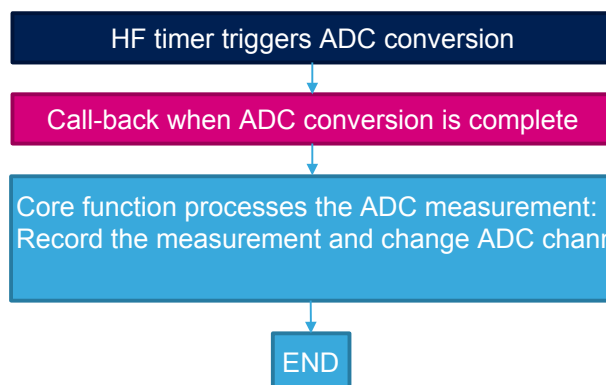 HF timer triggers ADC conversion
Call-back when ADC conversion is complete
Core function processes the ADC measurement:
Record the measurement and change ADC chann
END